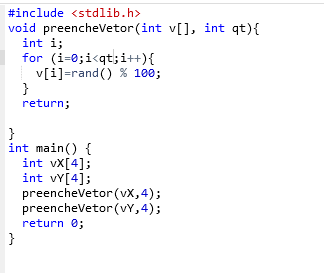 #include <stdlib.h>
void preencheVetor(int v[], int qt){
  int i;
  for (i=0;i<qt;i++){
    v[i]=rand() % 100;
  }
  return;

}
int main() {
  int vX[4];
  int vY[4];
  preencheVetor(vX,4);
  preencheVetor(vY,4);
  return 0;
}